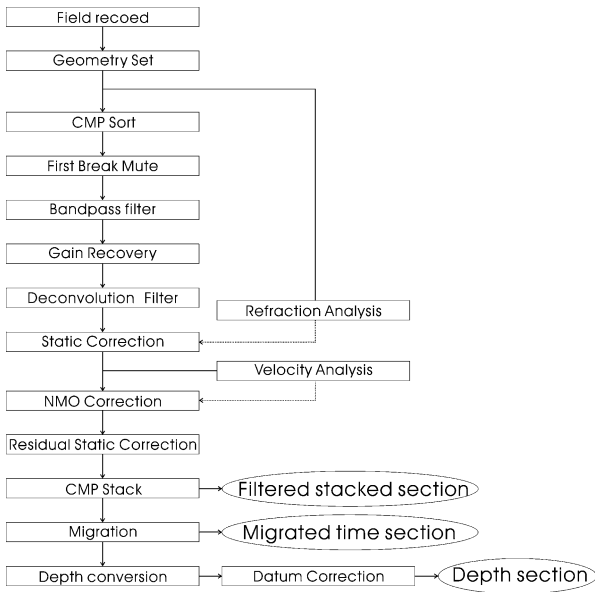 Field recoed
Geometry Set
CMP Sort
First Break Mute
Bandpass filter
Gain Recovery
Deconvolution Filter
Refraction Analysis
Static Correction
Velocity Analysis
NMO Correction
Residual Static Correction
CMP Stack
Filtered stacked section
Migration
Migrated time section
Depth conversion
Datum Correction
Depth section